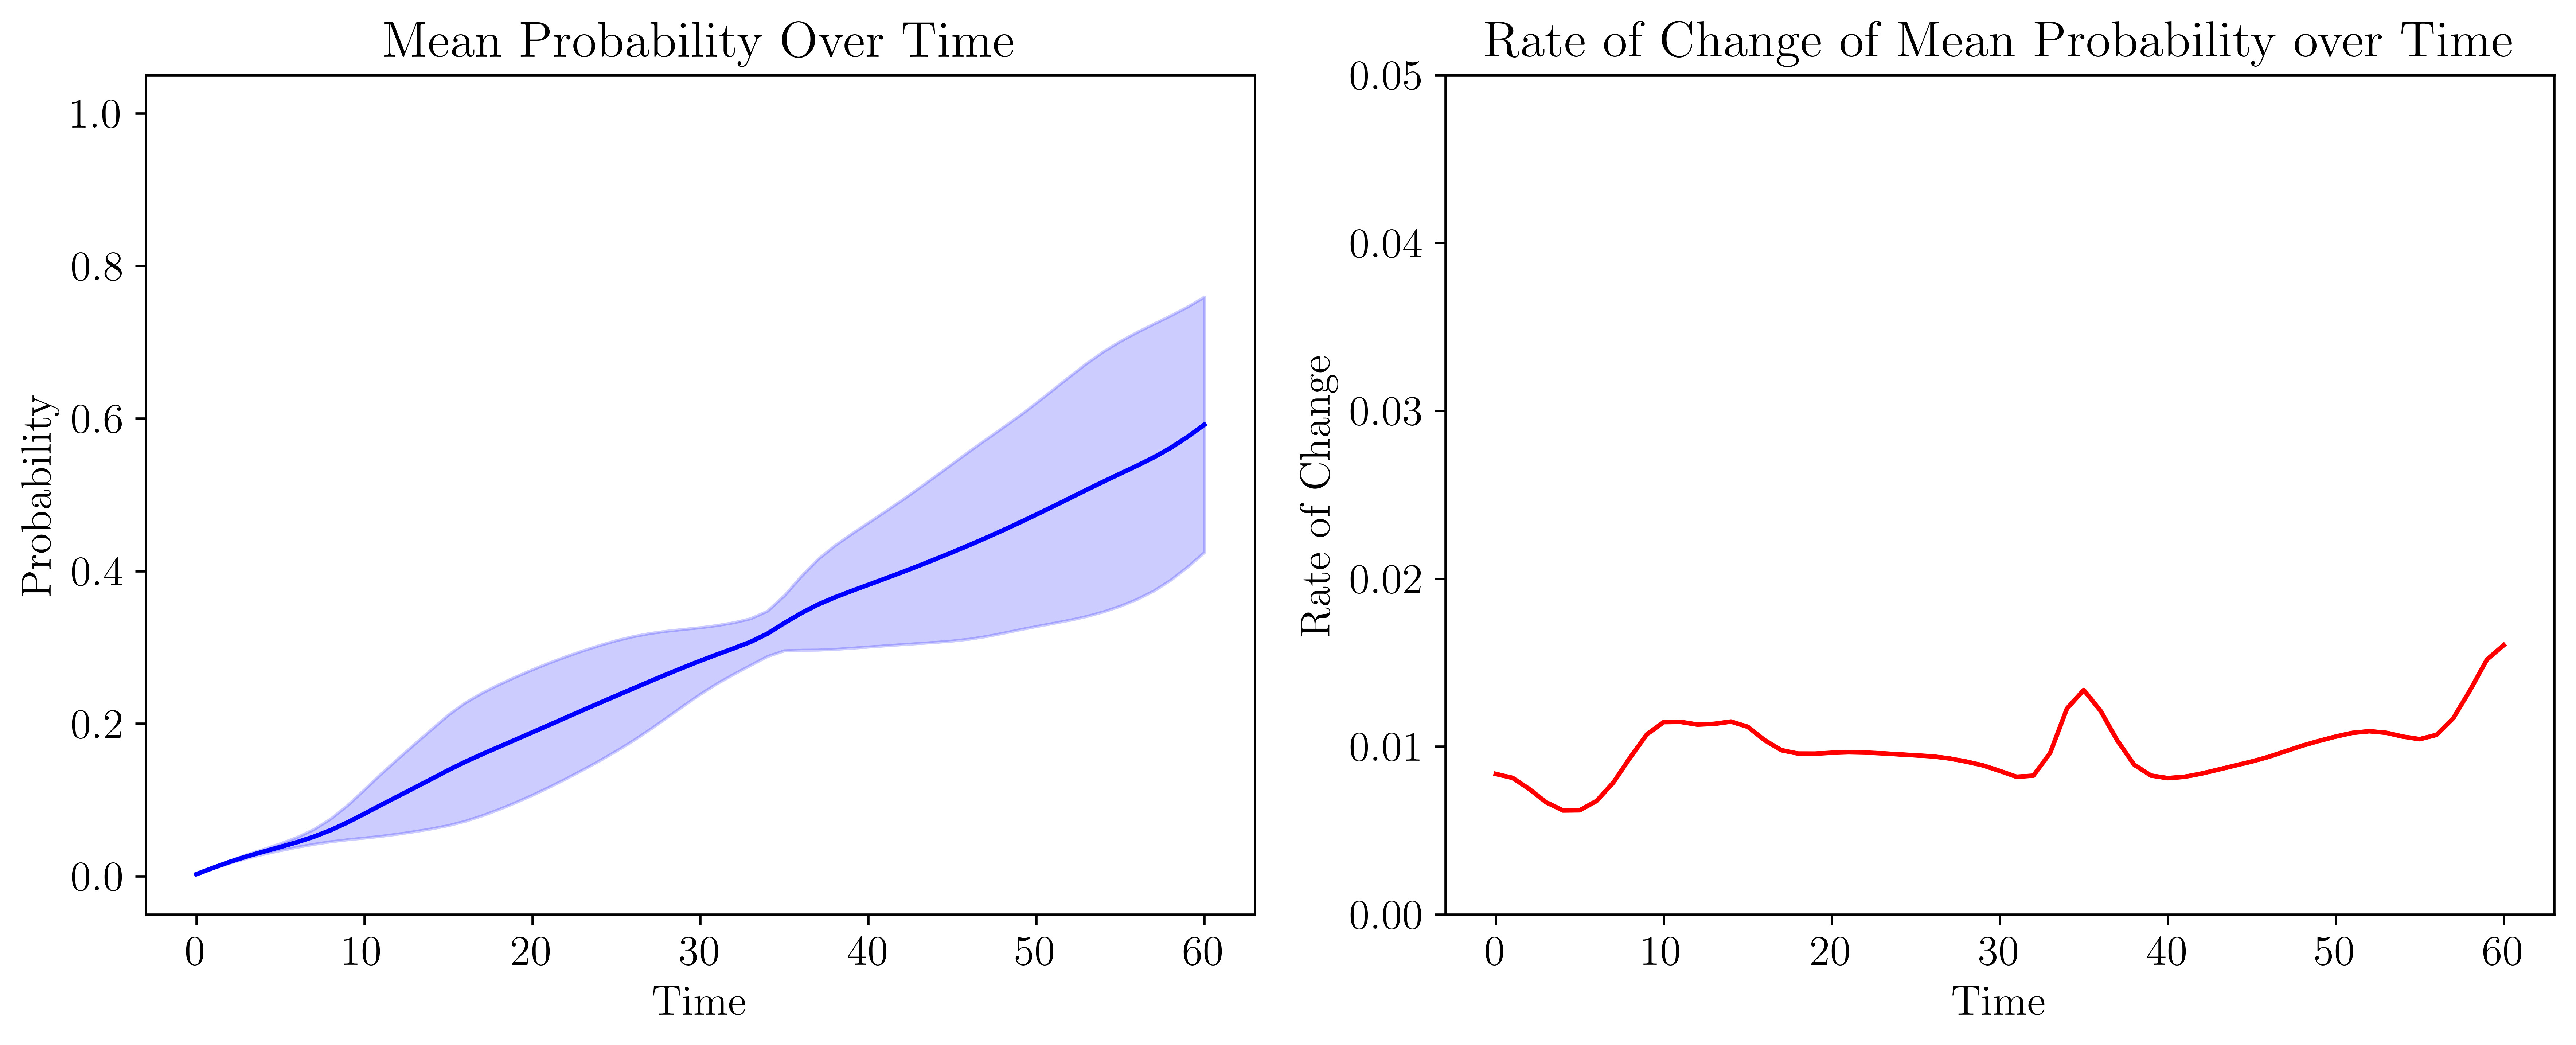 Mean Probability Over Time
Probability
1.0
0.8
0.6
0.4
0.2
0.0
0 10 20 30 40 50 60
Time
Rate of Change of Mean Probability over Time
Rate of Change
0.05
0.04
0.03
0.02
0.01
0.00
0 10 20 30 40 50 60
Time